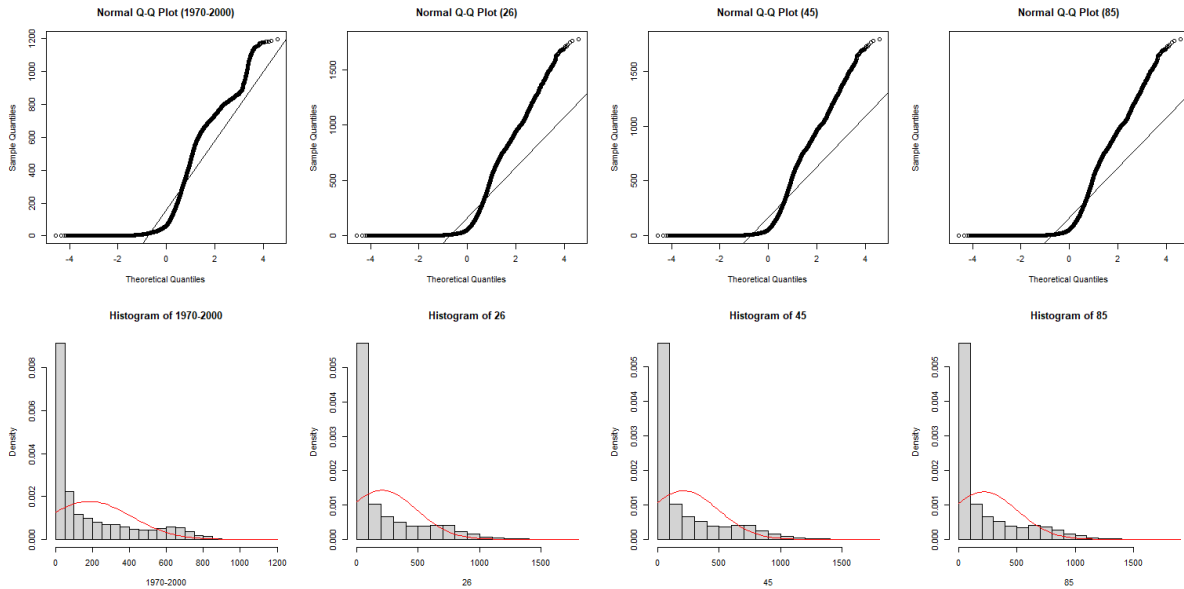 Normal Q-Q Plot (1970-2000)
Sample Quantiles
0 200 400 600 800 1000 1200
-4 -2 0 2 4
Theoretical Quantiles
Normal Q-Q Plot (26)
Sample Quantiles
0 500 1000 1500
-4 -2 0 2 4
Theoretical Quantiles
Normal Q-Q Plot (45)
Sample Quantiles
0 500 1000 1500
-4 -2 0 2 4
Theoretical Quantiles
Normal Q-Q Plot (85)
Sample Quantiles
0 500 1000 1500
-4 -2 0 2 4
Theoretical Quantiles
Histogram of 1970-2000
Density
0.000 0.002 0.004 0.006 0.008
0 200 400 600 800 1000 1200
1970-2000
Histogram of 26
Density
0.000 0.001 0.002 0.003 0.004 0.005
0 500 1000 1500
26
Histogram of 45
Density
0.000 0.001 0.002 0.003 0.004 0.005
0 500 1000 1500
45
Histogram of 85
Density
0.000 0.001 0.002 0.003 0.004 0.005
0 500 1000 1500
85